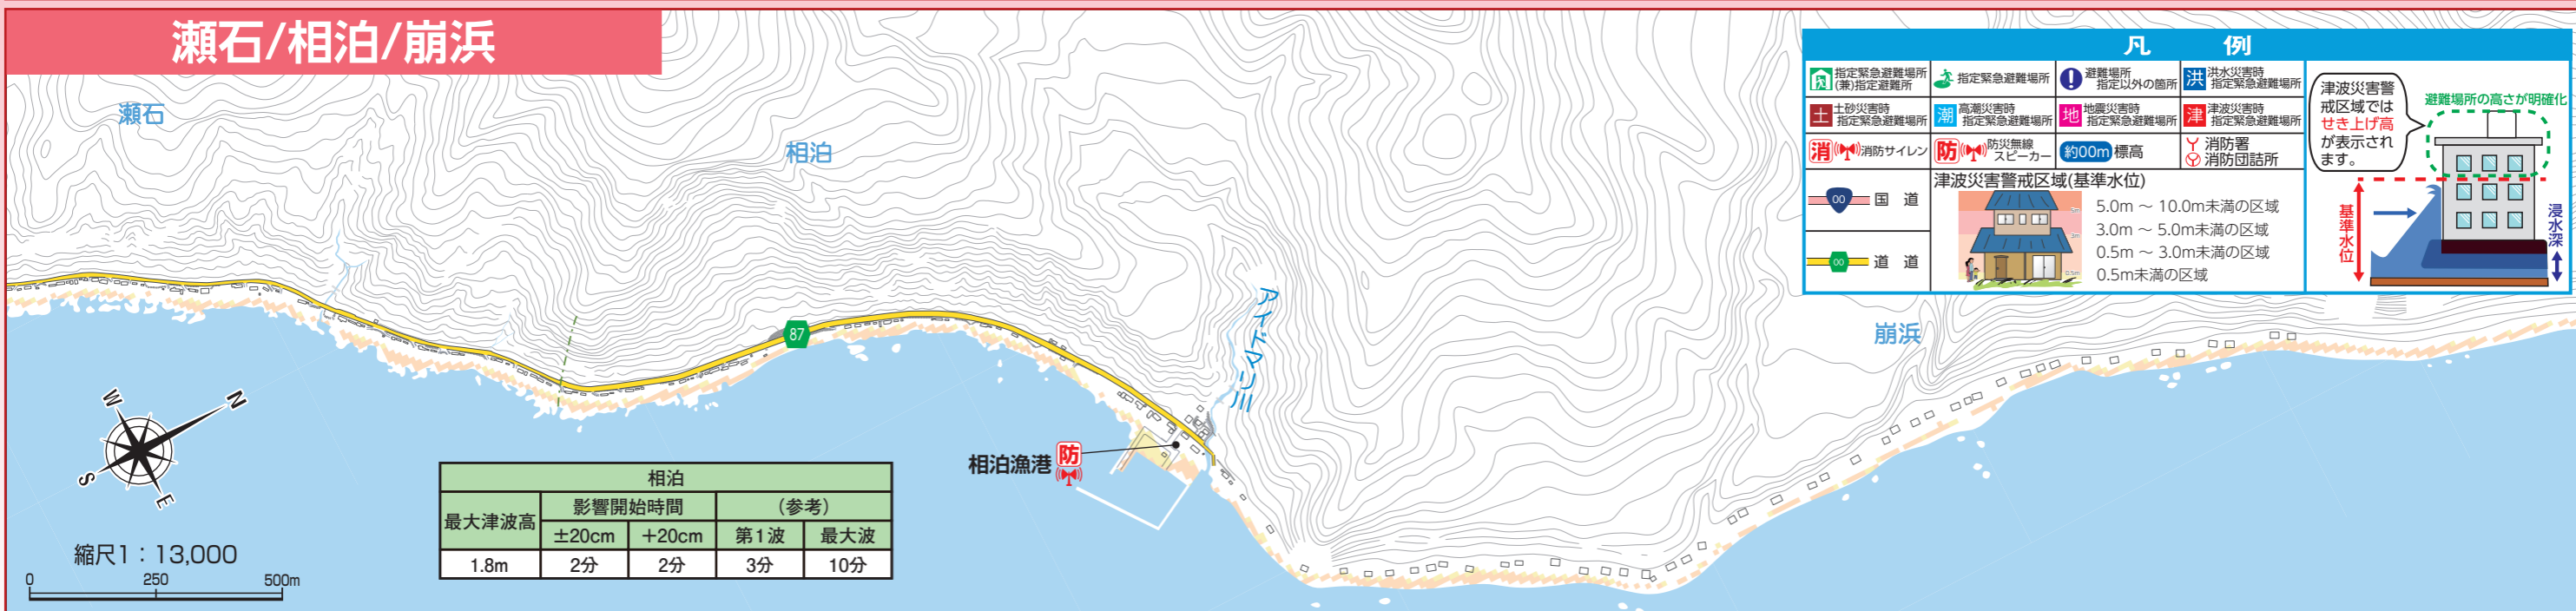 瀬石/相泊/崩浜
瀬石
相泊
87
アイドマリ川
崩浜
相泊漁港 防
W
N
S
E
縮尺1：13,000
0 250 500m
相泊
最大津波高 影響開始時間 (参考)
±20cm +20cm 第1波 最大波
1.8m 2分 2分 3分 10分
凡 例
指定緊急避難場所
(兼)指定避難所
指定緊急避難場所
避難場所
指定以外の箇所
洪 洪水災害時
指定緊急避難場所
土 土砂災害時
指定緊急避難場所
潮 高潮災害時
指定緊急避難場所
地 地震災害時
指定緊急避難場所
津 津波災害時
指定緊急避難場所
消 消防サイレン
防 防災無線
スピーカー
約00m 標高
消防署
消防団詰所
00 国 道
00 道 道
津波災害警戒区域(基準水位)
5.0m ～ 10.0m未満の区域
3.0m ～ 5.0m未満の区域
0.5m ～ 3.0m未満の区域
0.5m未満の区域
5m
3m
0.5m
津波災害警
戒区域では
せき上げ高
が表示され
ます。
避難場所の高さが明確化
基準水位
浸水深